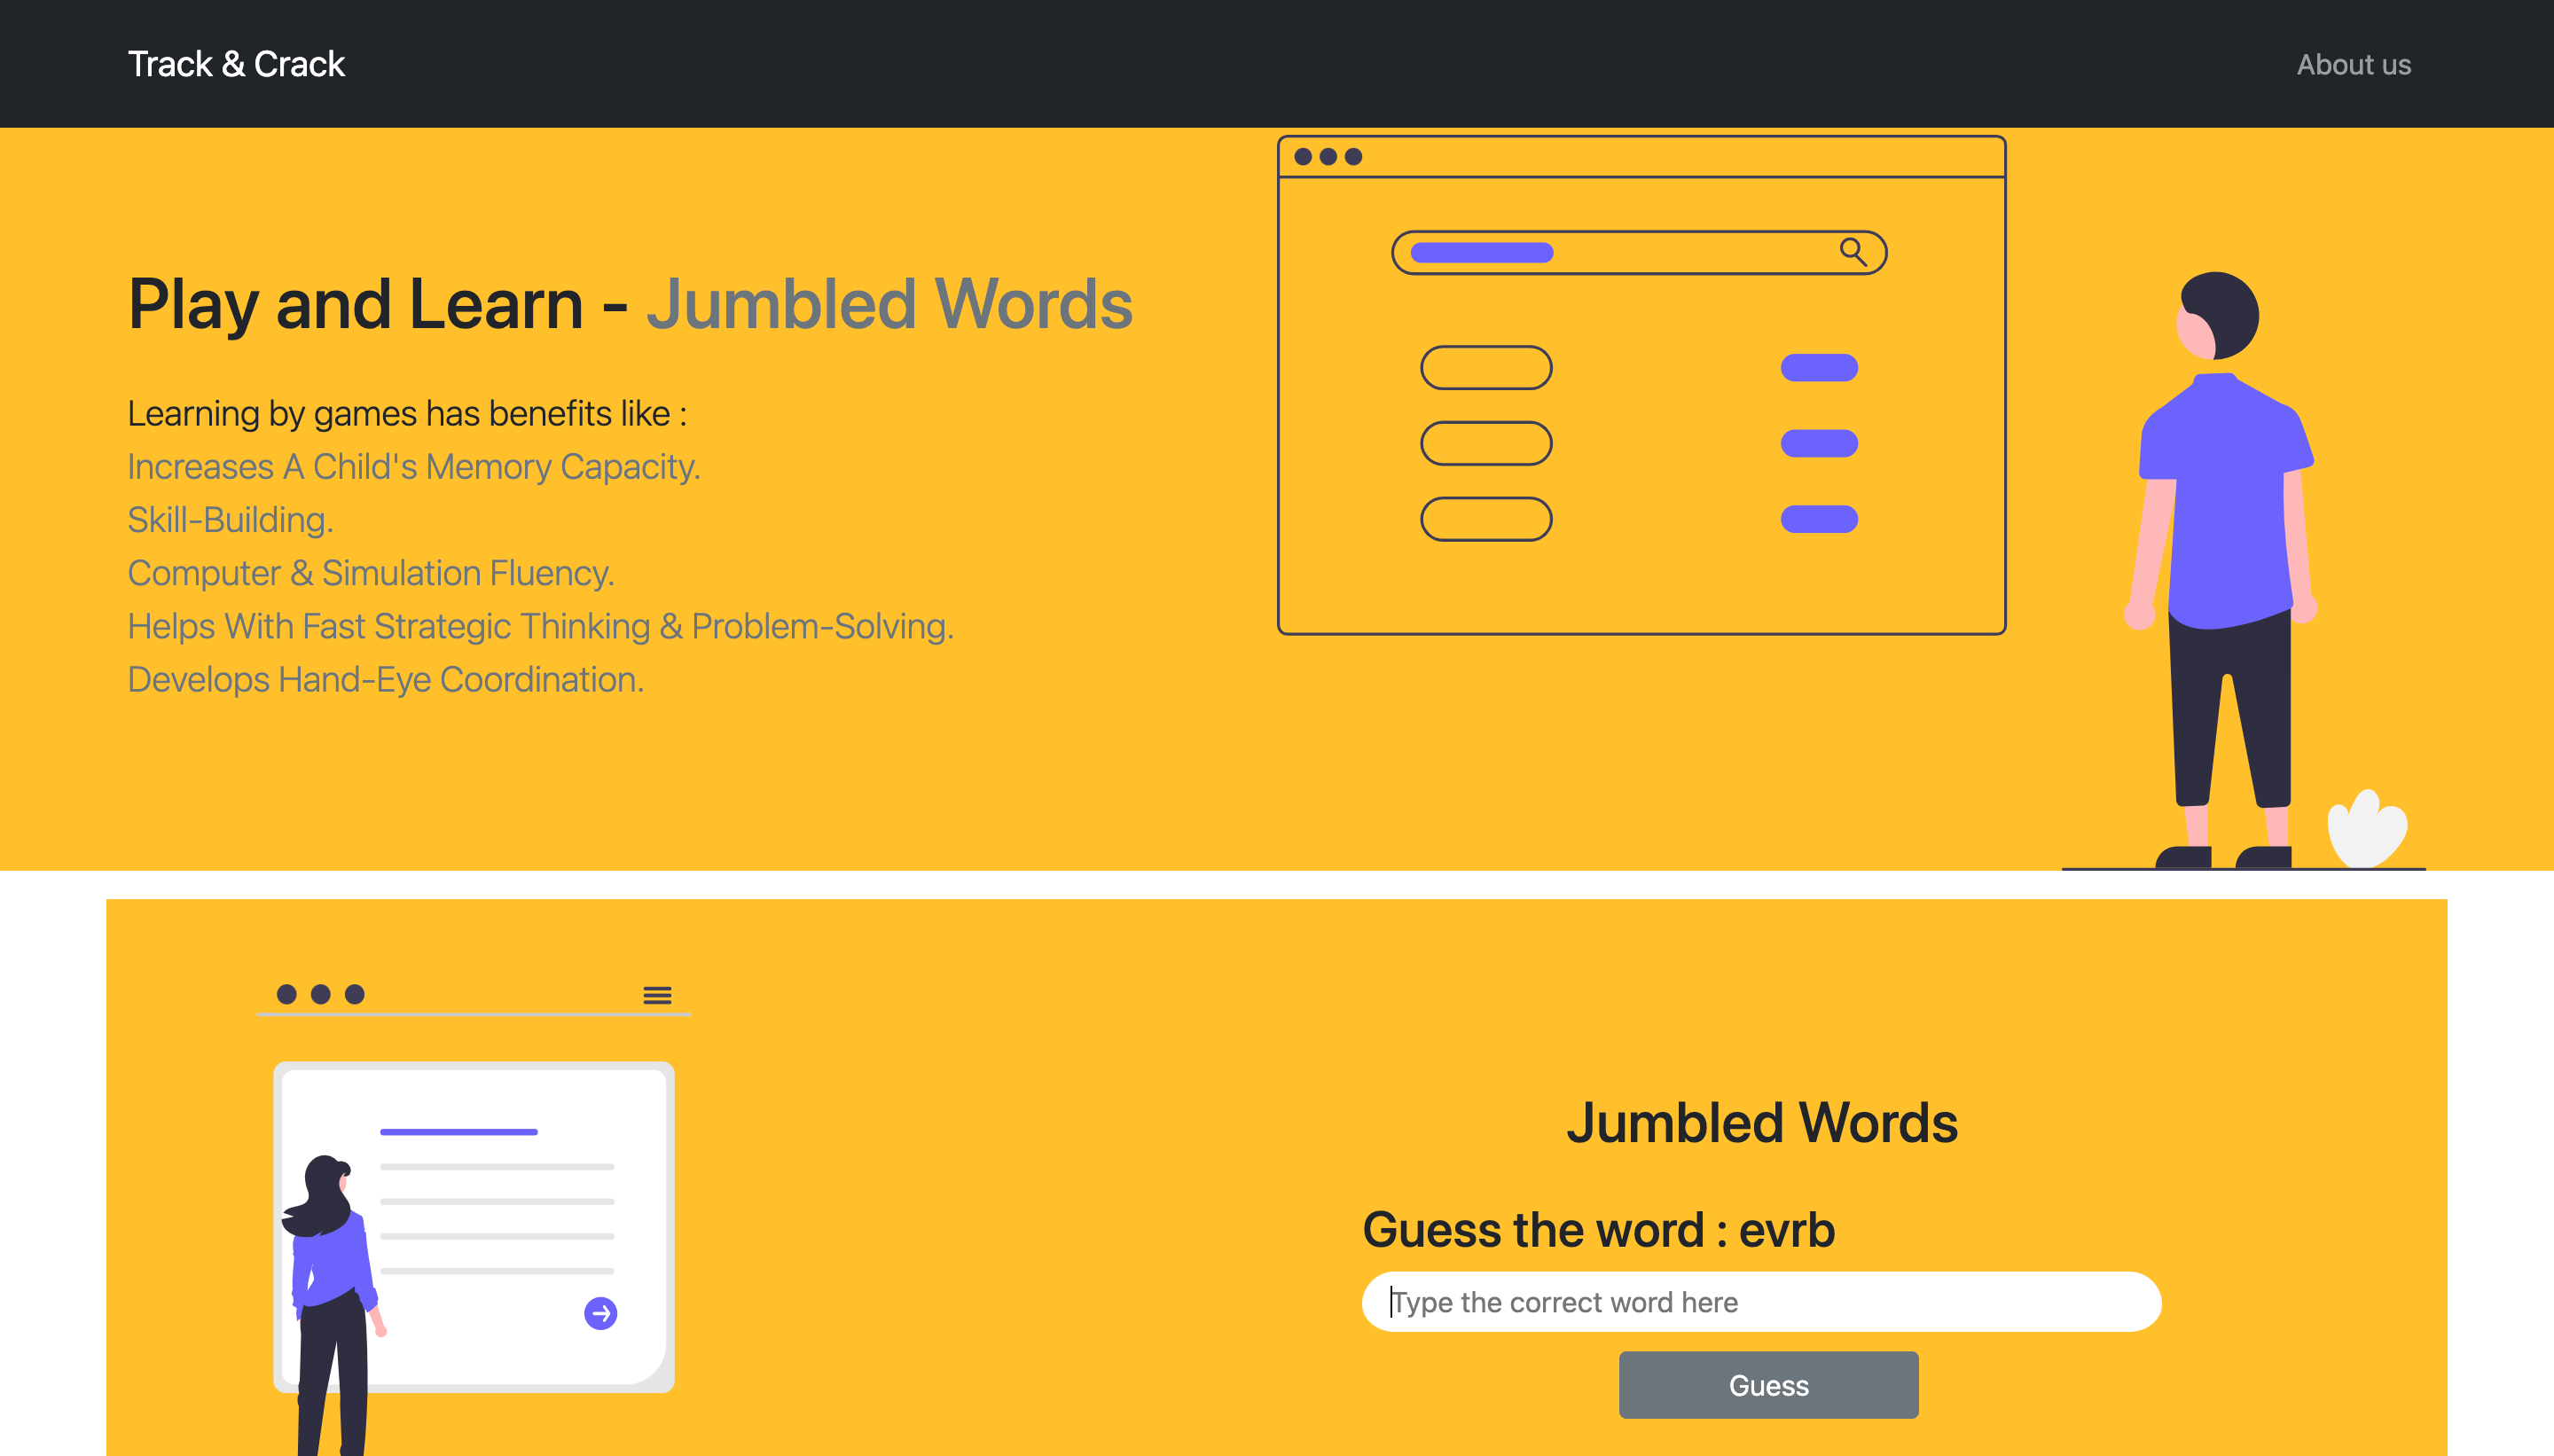 Track & Crack
About us
Play and Learn - Jumbled Words
Learning by games has benefits like :
Increases A Child's Memory Capacity.
Skill-Building.
Computer & Simulation Fluency.
Helps With Fast Strategic Thinking & Problem-Solving.
Develops Hand-Eye Coordination.
Jumbled Words
Guess the word : evrb
Type the correct word here
Guess